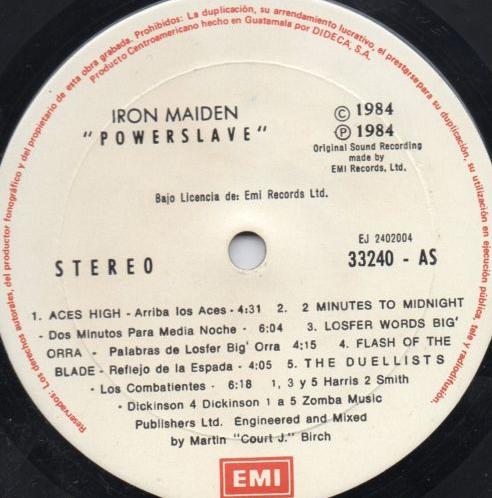 Reservados: Los derechos autorales, del productor fonográfico y del propietario de esta obra grabada. Prohibidos: La duplicación, su arrendamiento lucrativo, el prestarse para su duplicación, su utilización en ejecución pública, tele y radiodifusión.
Producto Centroamericano hecho en Guatemala por DIDECA, S.A.
IRON MAIDEN
"POWERSLAVE"
© 1984
℗ 1984
Original Sound Recording
made by
EMI Records, Ltd.
Bajo Licencia de: Emi Records Ltd.
EJ 2402004
STEREO
33240 - AS
1. ACES HIGH - Arriba los Aces - 4:31 2. 2 MINUTES TO MIDNIGHT
- Dos Minutos Para Media Noche - 6:04 3. LOSFER WORDS BIG'
ORRA - Palabras de Losfer Big' Orra 4:15 4. FLASH OF THE
BLADE - Reflejo de la Espada - 4:05 5. THE DUELLISTS
- Los Combatientes - 6:18 1, 3 y 5 Harris 2 Smith
- Dickinson 4 Dickinson 1 a 5 Zomba Music
Publishers Ltd. Engineered and Mixed
by Martin "Court J." Birch
EMI